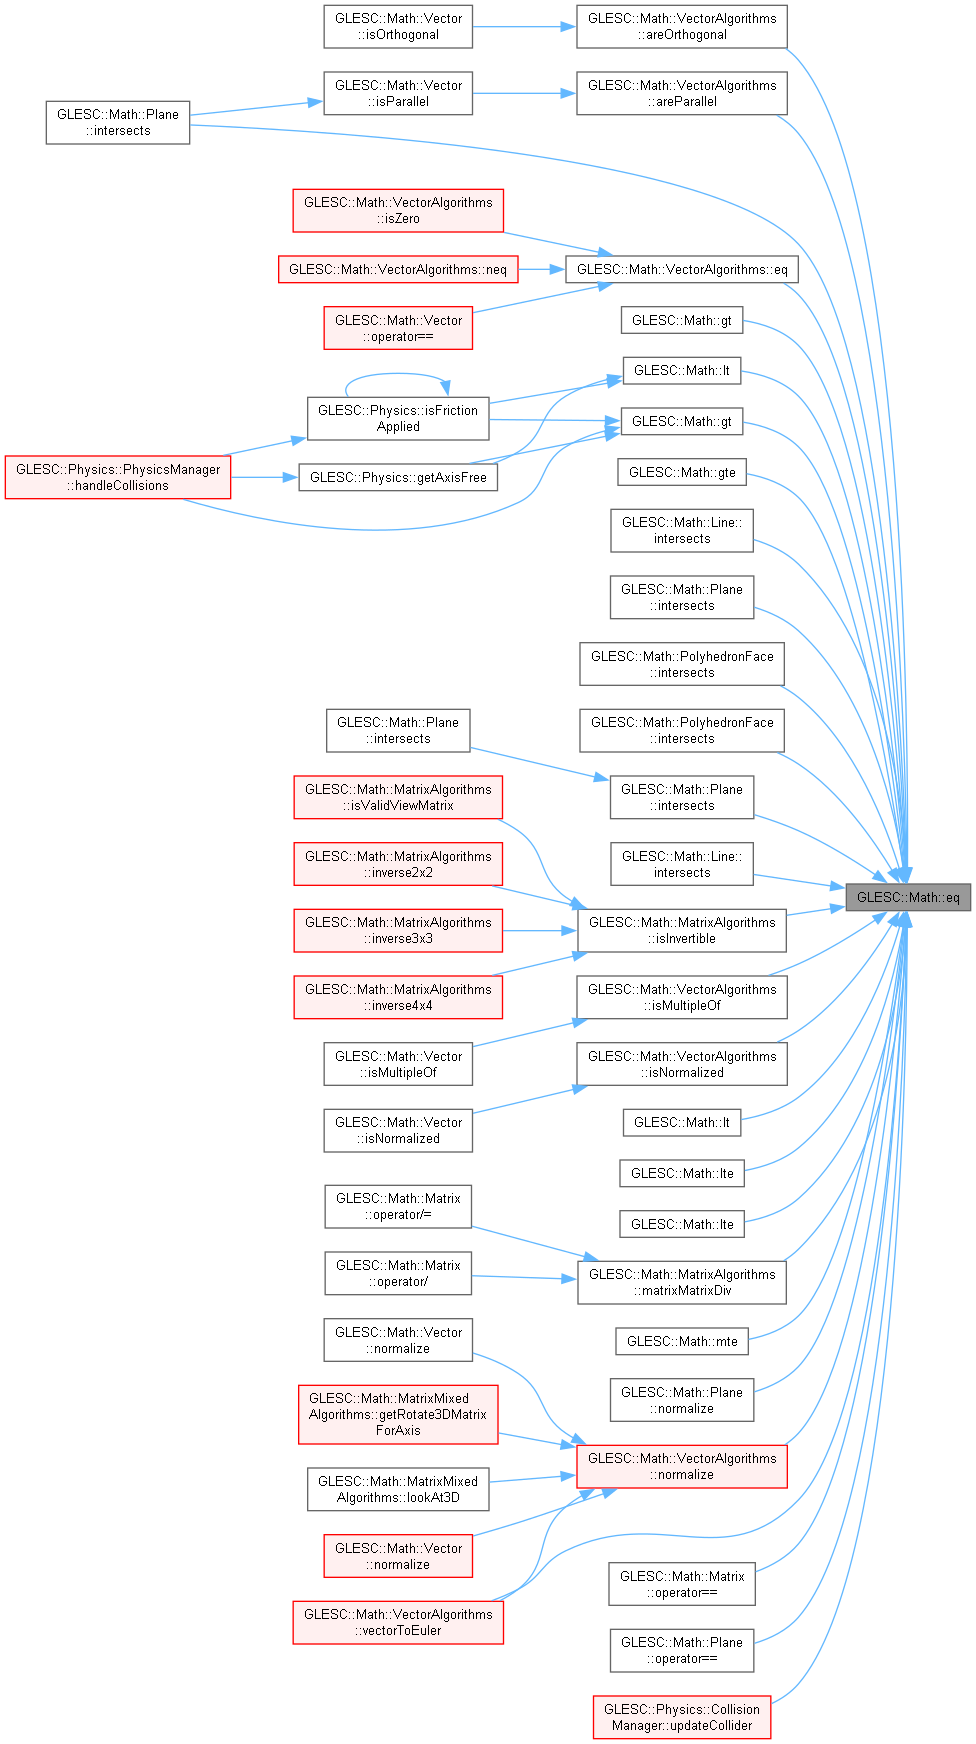 GLESC::Math::Vector
::isOrthogonal
GLESC::Math::VectorAlgorithms
::areOrthogonal
GLESC::Math::Vector
::isParallel
GLESC::Math::VectorAlgorithms
::areParallel
GLESC::Math::Plane
::intersects
GLESC::Math::VectorAlgorithms
::isZero
GLESC::Math::VectorAlgorithms::neq
GLESC::Math::VectorAlgorithms::eq
GLESC::Math::Vector
::operator==
GLESC::Math::gt
GLESC::Math::lt
GLESC::Physics::isFriction
Applied
GLESC::Math::gt
GLESC::Physics::PhysicsManager
::handleCollisions
GLESC::Physics::getAxisFree
GLESC::Math::gte
GLESC::Math::Line::
intersects
GLESC::Math::Plane
::intersects
GLESC::Math::PolyhedronFace
::intersects
GLESC::Math::Plane
::intersects
GLESC::Math::PolyhedronFace
::intersects
GLESC::Math::MatrixAlgorithms
::isValidViewMatrix
GLESC::Math::Plane
::intersects
GLESC::Math::MatrixAlgorithms
::inverse2x2
GLESC::Math::Line::
intersects
GLESC::Math::eq
GLESC::Math::MatrixAlgorithms
::inverse3x3
GLESC::Math::MatrixAlgorithms
::isInvertible
GLESC::Math::MatrixAlgorithms
::inverse4x4
GLESC::Math::VectorAlgorithms
::isMultipleOf
GLESC::Math::Vector
::isMultipleOf
GLESC::Math::VectorAlgorithms
::isNormalized
GLESC::Math::Vector
::isNormalized
GLESC::Math::lt
GLESC::Math::lte
GLESC::Math::Matrix
::operator/=
GLESC::Math::lte
GLESC::Math::Matrix
::operator/
GLESC::Math::MatrixAlgorithms
::matrixMatrixDiv
GLESC::Math::Vector
::normalize
GLESC::Math::mte
GLESC::Math::MatrixMixed
Algorithms::getRotate3DMatrix
ForAxis
GLESC::Math::Plane
::normalize
GLESC::Math::VectorAlgorithms
::normalize
GLESC::Math::MatrixMixed
Algorithms::lookAt3D
GLESC::Math::Vector
::normalize
GLESC::Math::Matrix
::operator==
GLESC::Math::VectorAlgorithms
::vectorToEuler
GLESC::Math::Plane
::operator==
GLESC::Physics::Collision
Manager::updateCollider